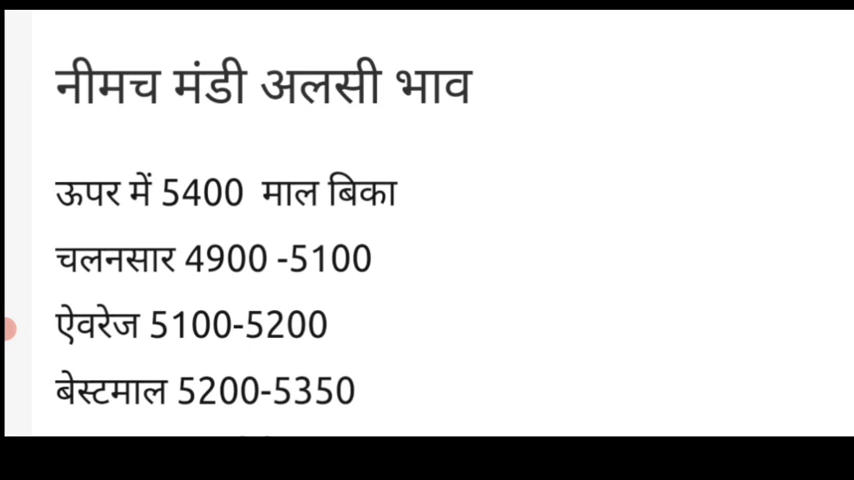 नीमच मंडी अलसी भाव
ऊपर में 5400 माल बिका
चलनसार 4900 -5100
ऐवरेज 5100-5200
बेस्टमाल 5200-5350